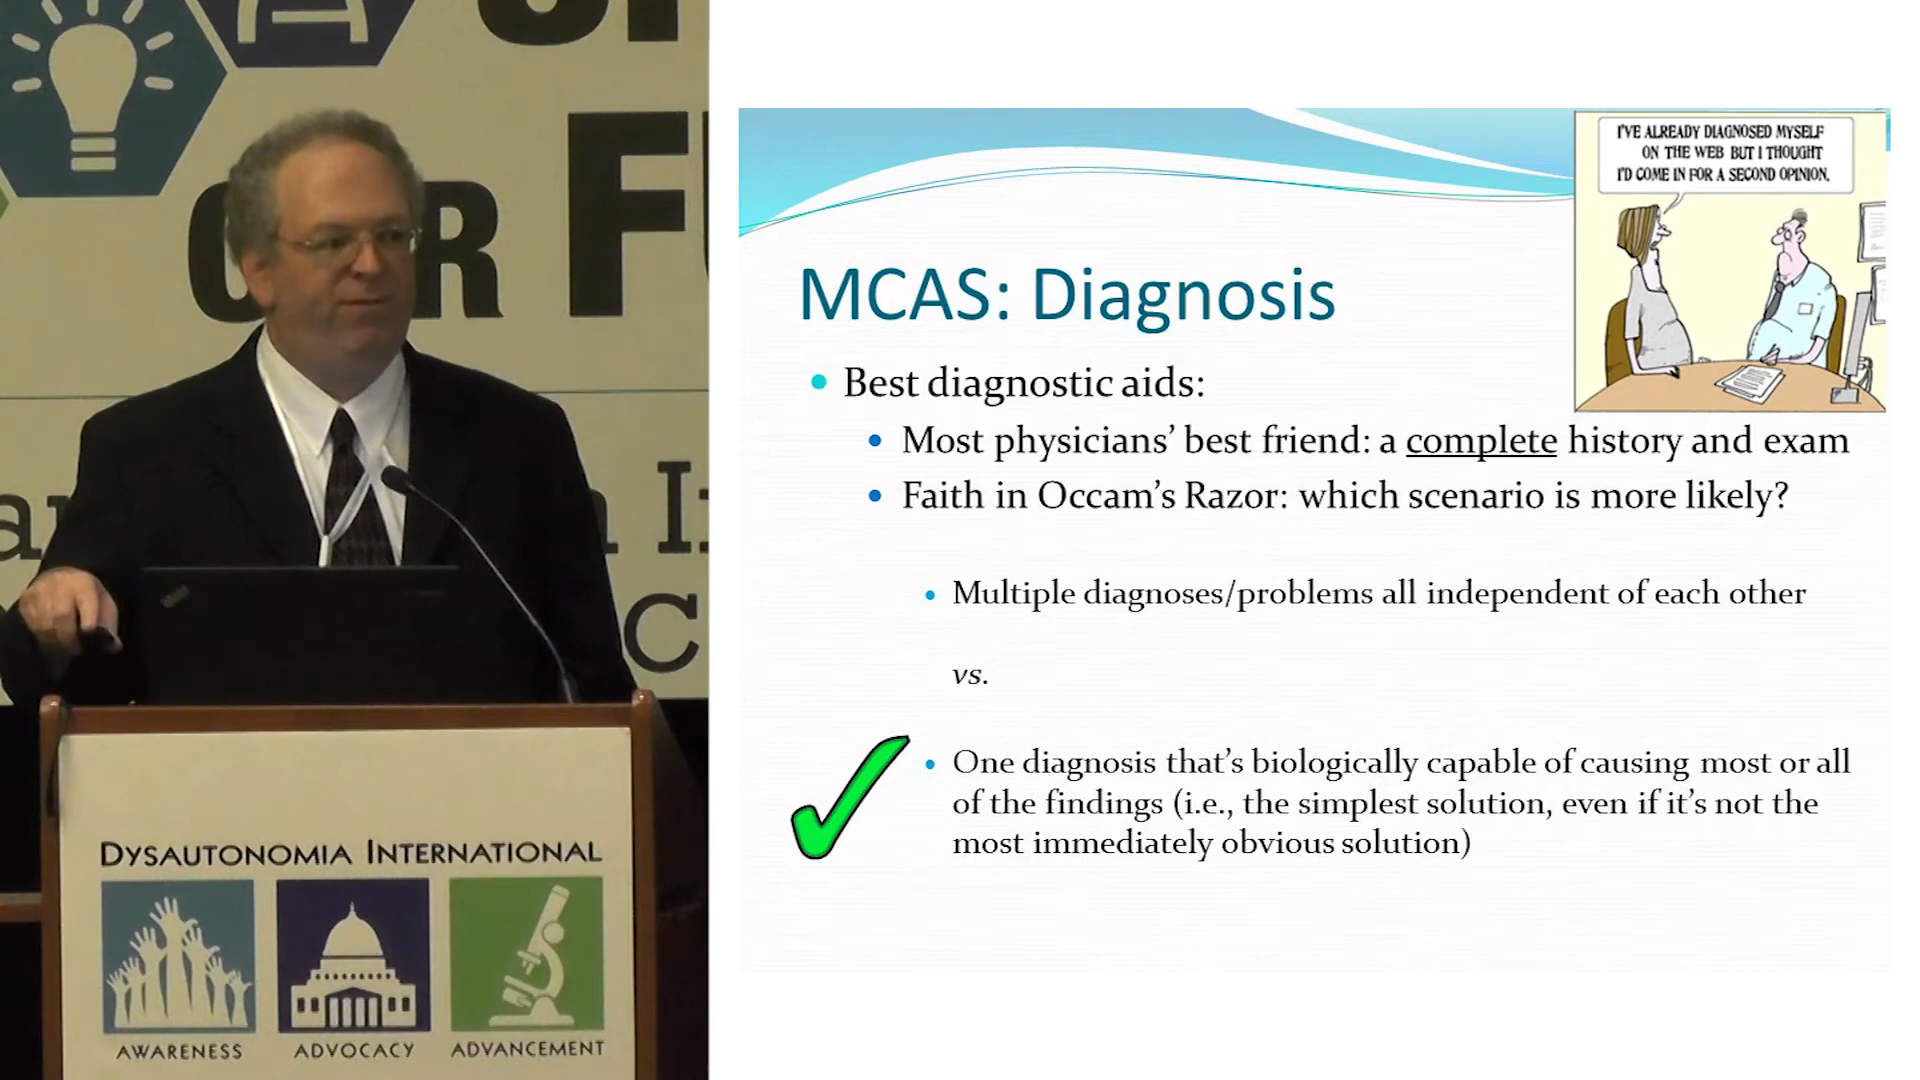 OR F
I'VE ALREADY DIAGNOSED MYSELF
ON THE WEB BUT I THOUGHT
I'D COME IN FOR A SECOND OPINION.
MCAS: Diagnosis
• Best diagnostic aids:
• Most physicians’ best friend: a complete history and exam
• Faith in Occam’s Razor: which scenario is more likely?
• Multiple diagnoses/problems all independent of each other
vs.
• One diagnosis that’s biologically capable of causing most or all
of the findings (i.e., the simplest solution, even if it’s not the
most immediately obvious solution)
DYSAUTONOMIA INTERNATIONAL
AWARENESS ADVOCACY ADVANCEMENT